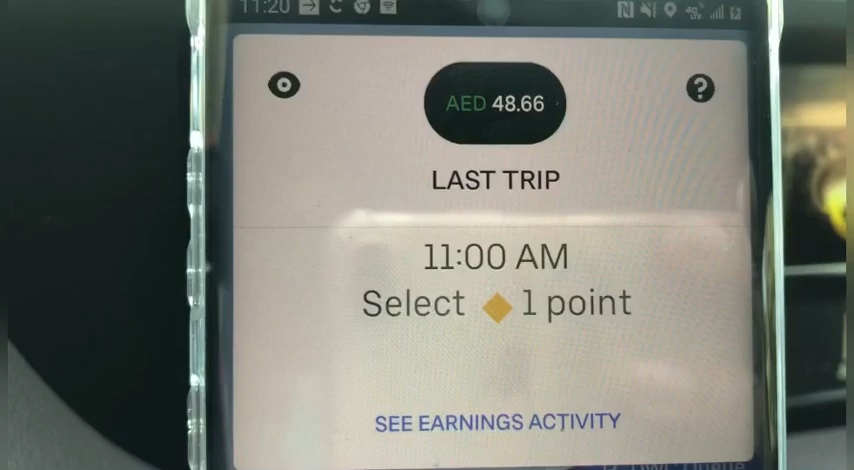 11:20
AED 48.66
LAST TRIP
11:00 AM
Select 1 point
SEE EARNINGS ACTIVITY